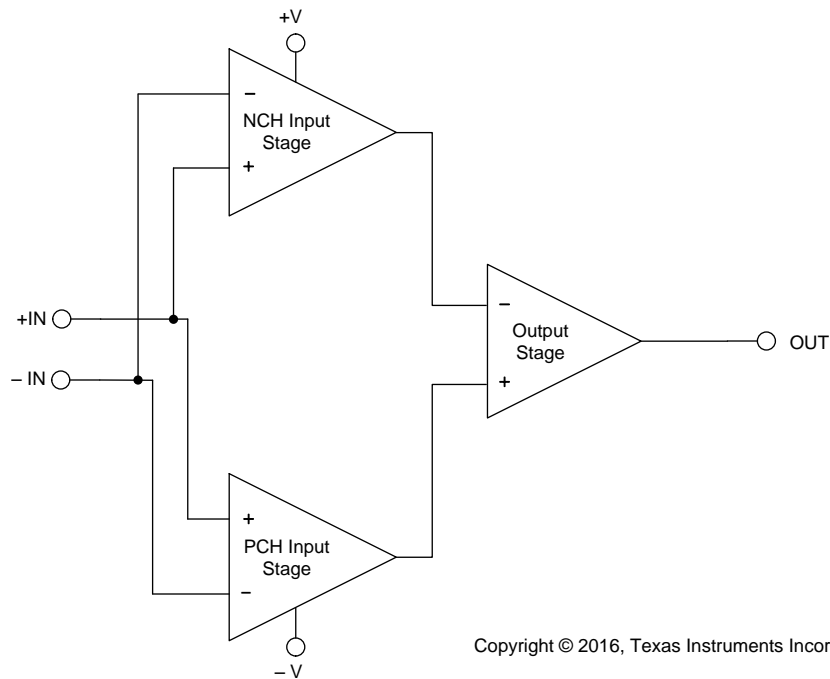 +V
−
NCH Input
Stage
+
+IN
− IN
−
Output
Stage
+
OUT
+
PCH Input
Stage
−
− V
Copyright © 2016, Texas Instruments Incor